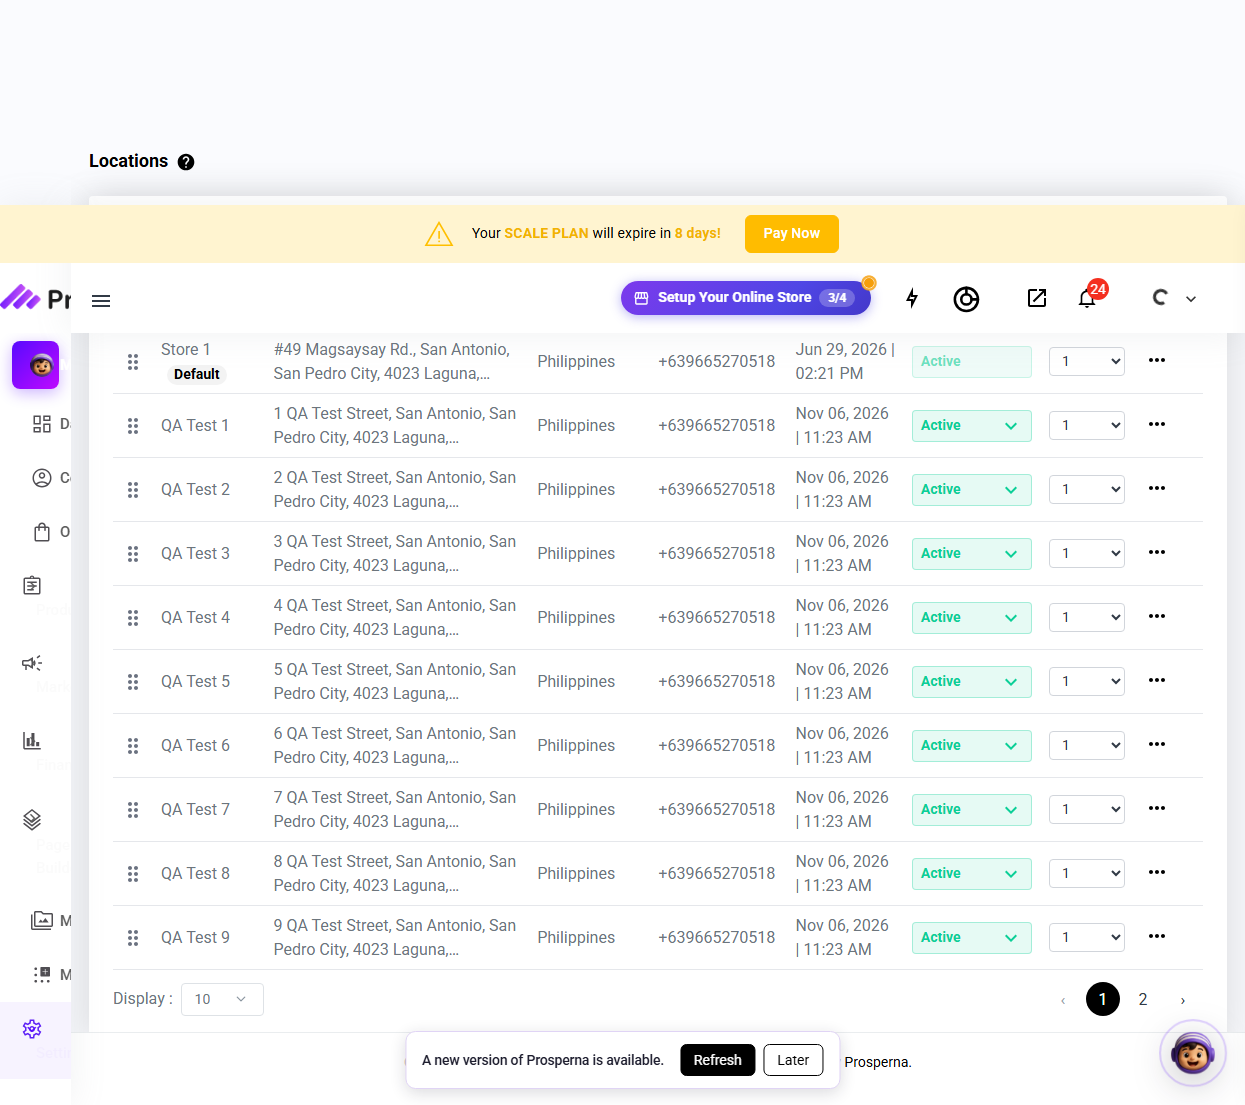 Locations
Your SCALE PLAN will expire in 8 days!
Pay Now
Pr
Setup Your Online Store 3/4
24
Store 1
Default
#49 Magsaysay Rd., San Antonio,
San Pedro City, 4023 Laguna,...
Philippines
+639665270518
Jun 29, 2026 |
02:21 PM
Active
1
QA Test 1
1 QA Test Street, San Antonio, San
Pedro City, 4023 Laguna,...
Philippines
+639665270518
Nov 06, 2026
| 11:23 AM
Active
1
QA Test 2
2 QA Test Street, San Antonio, San
Pedro City, 4023 Laguna,...
Philippines
+639665270518
Nov 06, 2026
| 11:23 AM
Active
1
QA Test 3
3 QA Test Street, San Antonio, San
Pedro City, 4023 Laguna,...
Philippines
+639665270518
Nov 06, 2026
| 11:23 AM
Active
1
QA Test 4
4 QA Test Street, San Antonio, San
Pedro City, 4023 Laguna,...
Philippines
+639665270518
Nov 06, 2026
| 11:23 AM
Active
1
QA Test 5
5 QA Test Street, San Antonio, San
Pedro City, 4023 Laguna,...
Philippines
+639665270518
Nov 06, 2026
| 11:23 AM
Active
1
QA Test 6
6 QA Test Street, San Antonio, San
Pedro City, 4023 Laguna,...
Philippines
+639665270518
Nov 06, 2026
| 11:23 AM
Active
1
QA Test 7
7 QA Test Street, San Antonio, San
Pedro City, 4023 Laguna,...
Philippines
+639665270518
Nov 06, 2026
| 11:23 AM
Active
1
QA Test 8
8 QA Test Street, San Antonio, San
Pedro City, 4023 Laguna,...
Philippines
+639665270518
Nov 06, 2026
| 11:23 AM
Active
1
QA Test 9
9 QA Test Street, San Antonio, San
Pedro City, 4023 Laguna,...
Philippines
+639665270518
Nov 06, 2026
| 11:23 AM
Active
1
Display : 10
‹ 1 2 ›
A new version of Prosperna is available.
Refresh
Later
Prosperna.